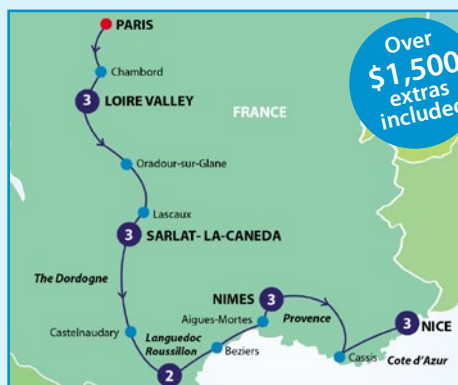 PARIS
Over
$1,500
extras
included
Chambord
3 LOIRE VALLEY
FRANCE
Oradour-sur-Glane
Lascaux
3 SARLAT-LA-CANEDA
The Dordogne
NIMES 3
Aigues-Mortes
Provence
3 NICE
Castelnaudary
Languedoc
Roussillon
Beziers
Cassis
Cote d'Azur
2